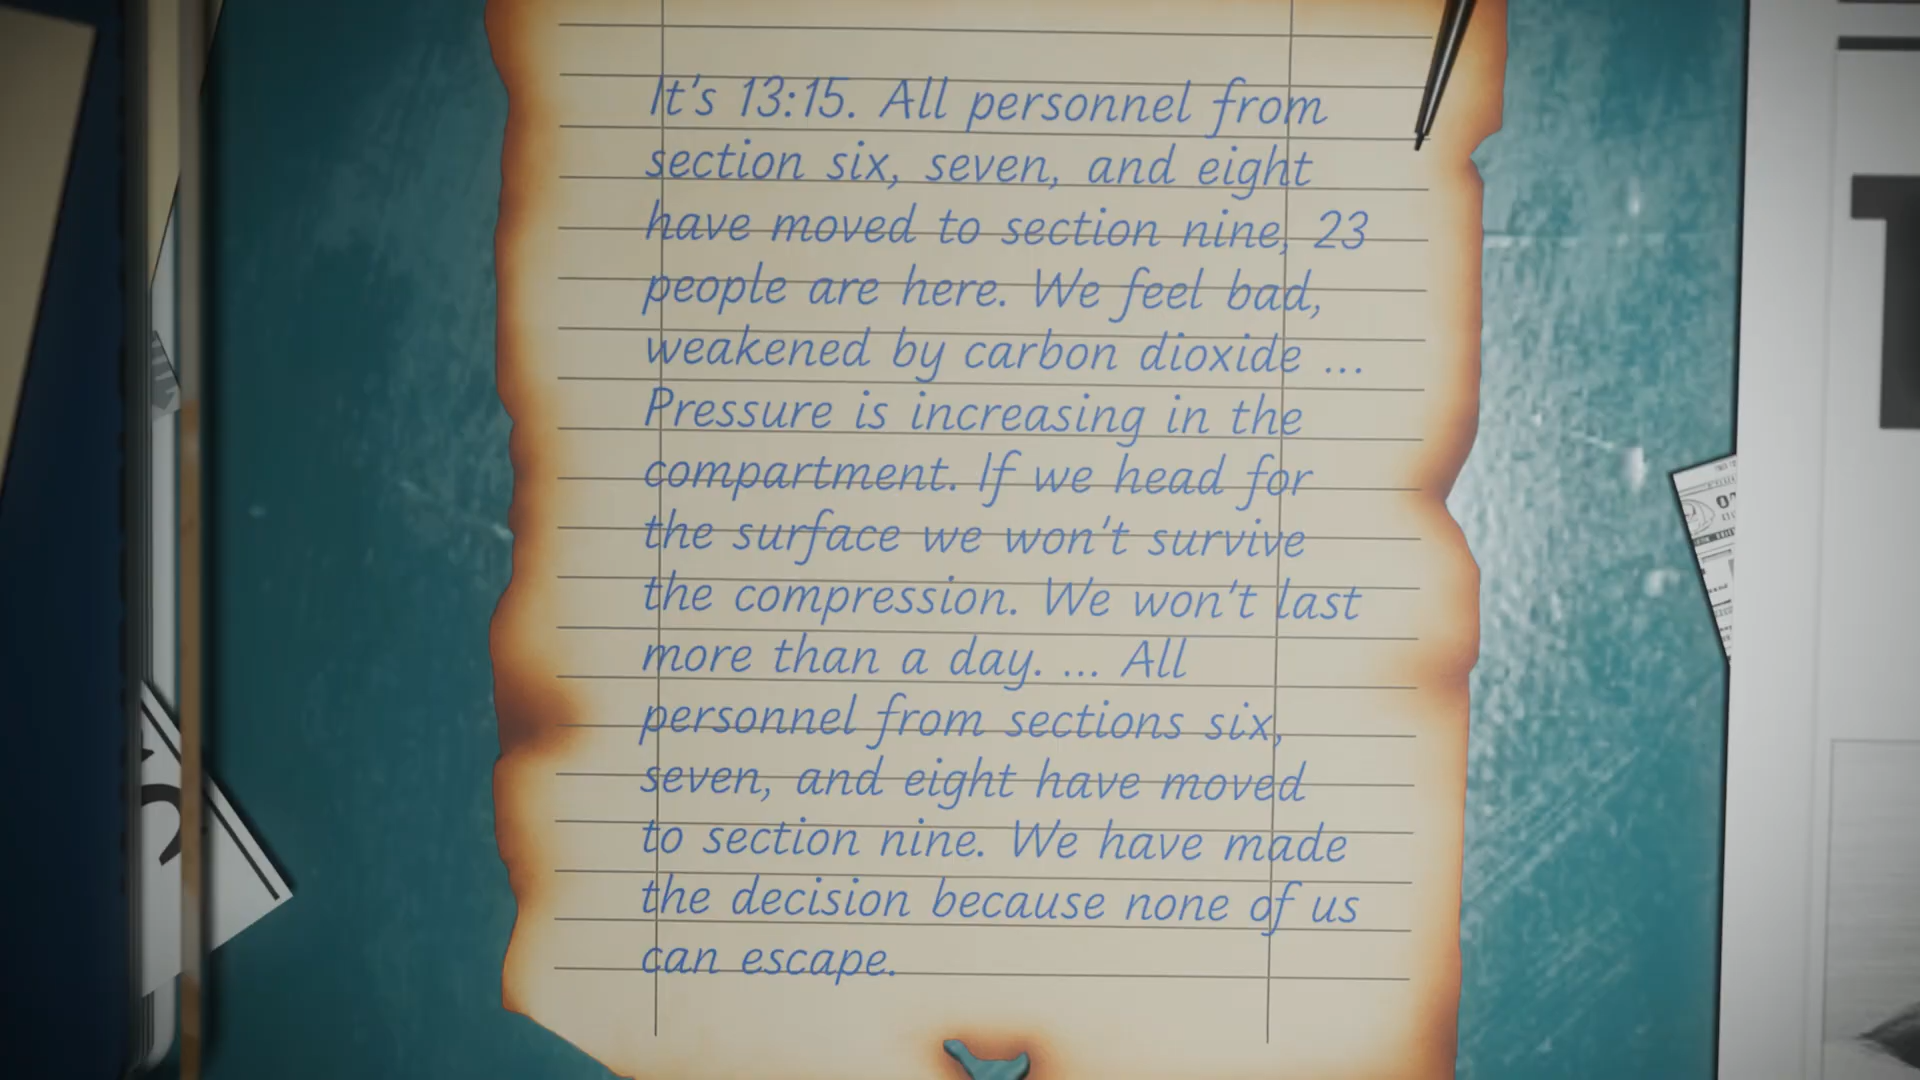 It's 13:15. All personnel from
section six, seven, and eight
have moved to section nine, 23
people are here. We feel bad,
weakened by carbon dioxide ...
Pressure is increasing in the
compartment. If we head for
the surface we won't survive
the compression. We won't last
more than a day. ... All
personnel from sections six,
seven, and eight have moved
to section nine. We have made
the decision because none of us
can escape.